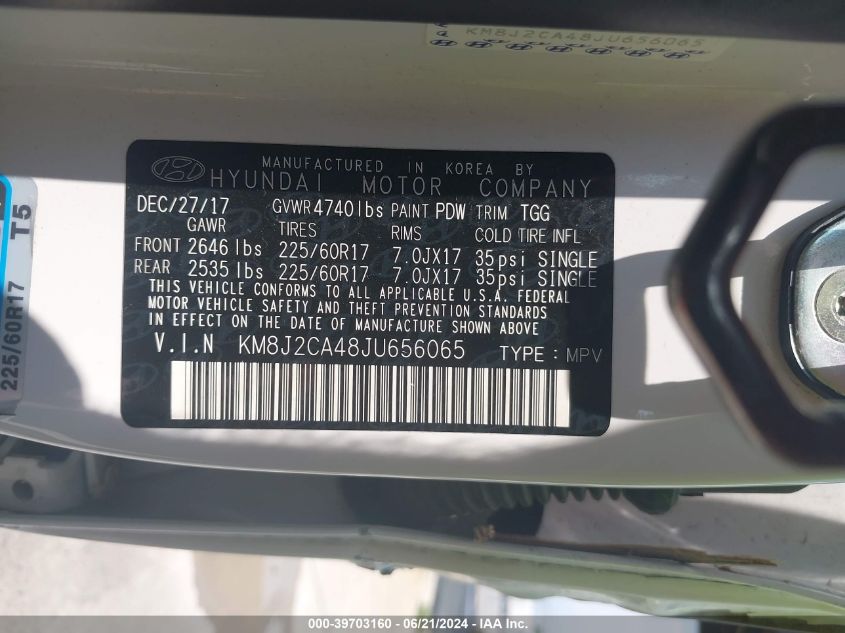 KM8J2CA48JU656065
MANUFACTURED IN KOREA BY
HYUNDAI MOTOR COMPANY
DEC/27/17 GVWR 4740 lbs PAINT PDW TRIM TGG
GAWR TIRES RIMS COLD TIRE INFL
FRONT 2646 lbs 225/60R17 7.0JX17 35psi SINGLE
REAR 2535 lbs 225/60R17 7.0JX17 35psi SINGLE
THIS VEHICLE CONFORMS TO ALL APPLICABLE U.S.A. FEDERAL
MOTOR VEHICLE SAFETY AND THEFT PREVENTION STANDARDS
IN EFFECT ON THE DATE OF MANUFACTURE SHOWN ABOVE
V.I.N KM8J2CA48JU656065 TYPE : MPV
T5
225/60R17
000-39703160 - 06/21/2024 - IAA Inc.